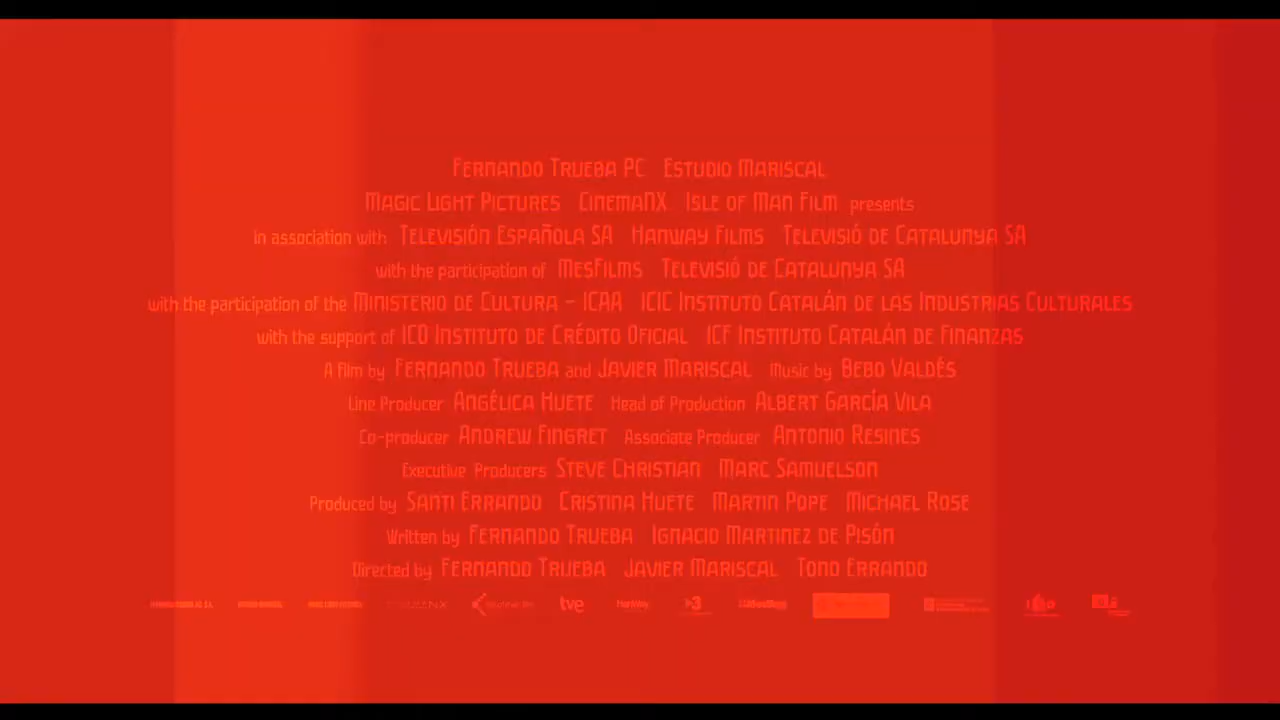 Fernando Trueba PC Estudio Mariscal
Magic Light Pictures CinemaNX Isle of Man Film presents
in association with Televisión Española SA Hanway Films Televisió de Catalunya SA
with the participation of MesFilms Televisió de Catalunya SA
with the participation of the Ministerio de Cultura - ICAA ICIC Instituto Catalán de las Industrias Culturales
with the support of ICO Instituto de Crédito Oficial ICF Instituto Catalán de Finanzas
A film by Fernando Trueba and Javier Mariscal Music by Bebo Valdés
Line Producer Angélica Huete Head of Production Albert García Vila
Co-producer Andrew Fingret Associate Producer Antonio Resines
Executive Producers Steve Christian Marc Samuelson
Produced by Santi Errando Cristina Huete Martin Pope Michael Rose
Written by Fernando Trueba Ignacio Martinez de Pisón
Directed by Fernando Trueba Javier Mariscal Tono Errando
tve HanWay 3